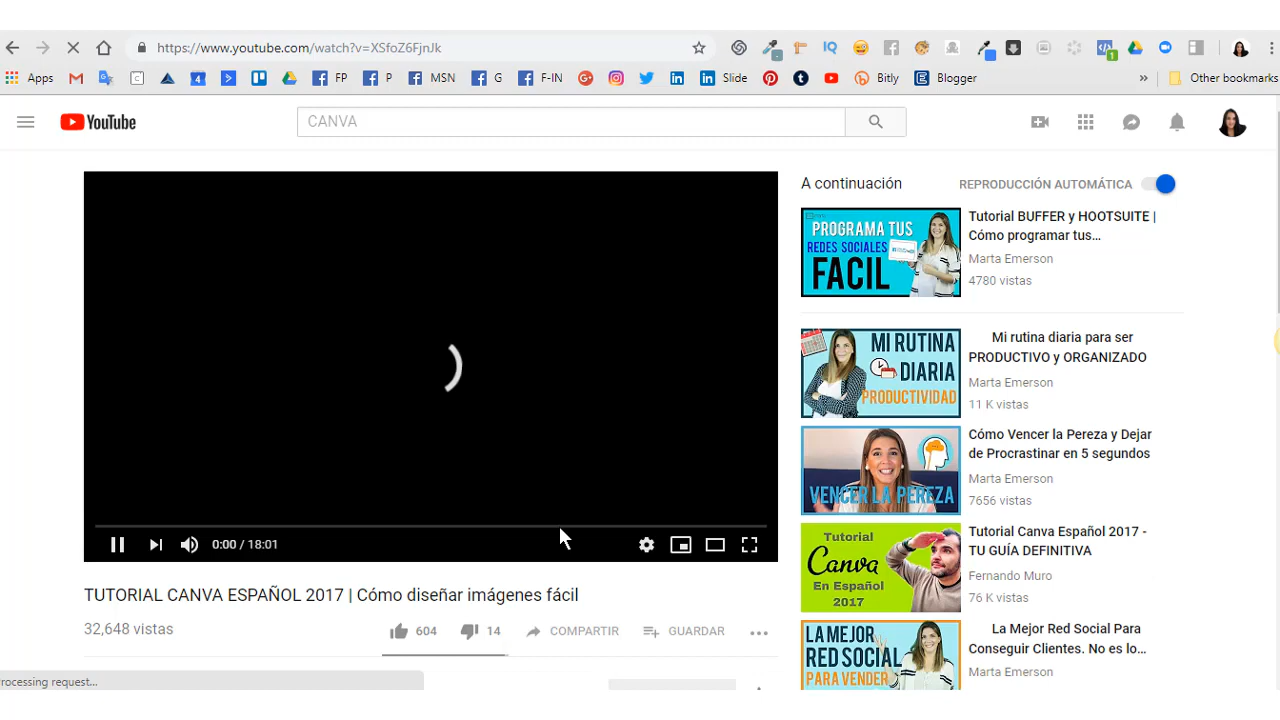 https://www.youtube.com/watch?v=XSfoZ6FjnJk
Apps
FP
P
MSN
G
F-IN
Slide
Bitly
Blogger
»
Other bookmarks
YouTube
CANVA
A continuación
REPRODUCCIÓN AUTOMÁTICA
PROGRAMA TUS
REDES SOCIALES
FACIL
Tutorial BUFFER y HOOTSUITE |
Cómo programar tus...
Marta Emerson
4780 vistas
MI RUTINA
DIARIA
PRODUCTIVIDAD
Mi rutina diaria para ser
PRODUCTIVO y ORGANIZADO
Marta Emerson
11 K vistas
VENCER LA PEREZA
Cómo Vencer la Pereza y Dejar
de Procrastinar en 5 segundos
Marta Emerson
7656 vistas
Tutorial
Canva
En Español
2017
Tutorial Canva Español 2017 -
TU GUÍA DEFINITIVA
Fernando Muro
76 K vistas
LA MEJOR
RED SOCIAL
PARA VENDER
La Mejor Red Social Para
Conseguir Clientes. No es lo...
Marta Emerson
0:00 / 18:01
TUTORIAL CANVA ESPAÑOL 2017 | Cómo diseñar imágenes fácil
32,648 vistas
604
14
COMPARTIR
GUARDAR
rocessing request...